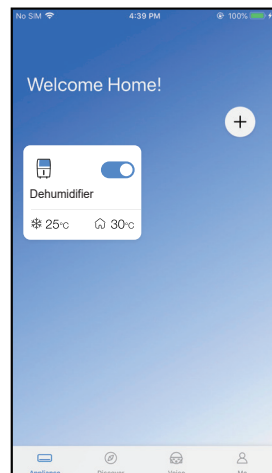 No SIM 4:39 PM 100%
Welcome Home!
+
Dehumidifier
25°c 30°c
Appliance Discover Voice Me